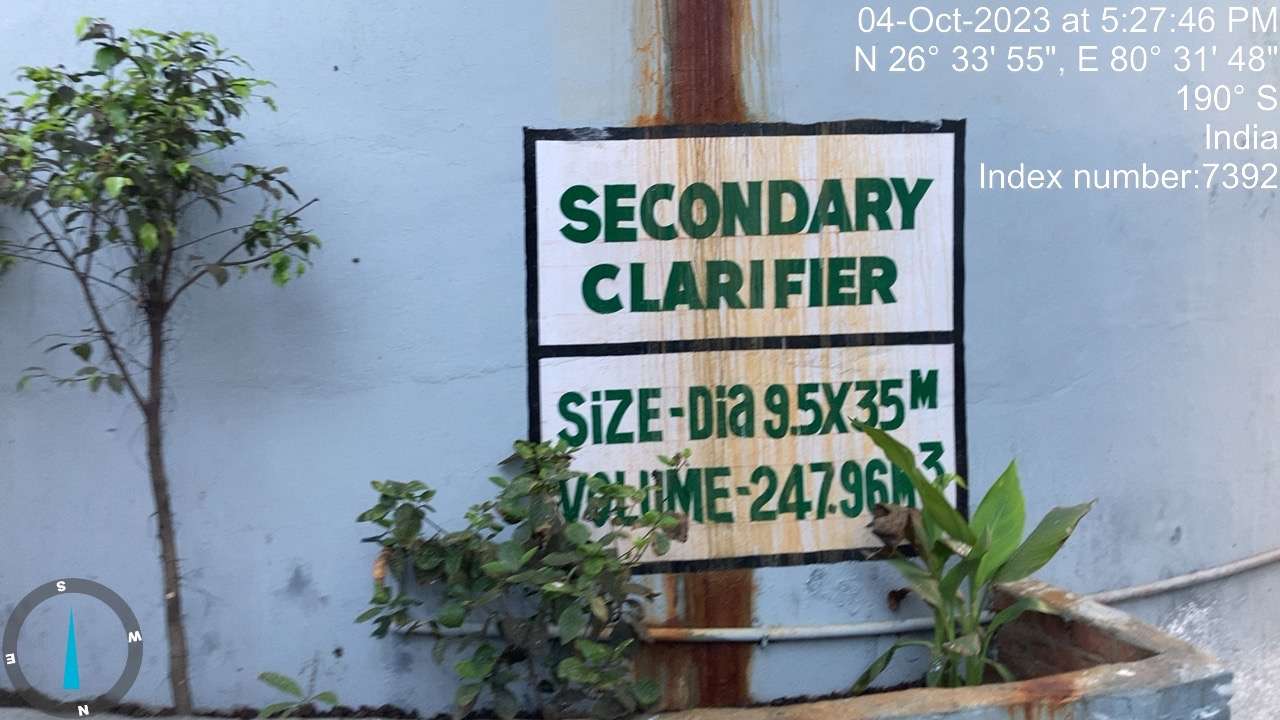 04-Oct-2023 at 5:27:46 PM
N 26° 33' 55", E 80° 31' 48"
190° S
India
Index number:7392
SECONDARY
CLARIFIER
SiZE-Dia 9.5X35M
VOLUME-247.96M3
S
W
E
N